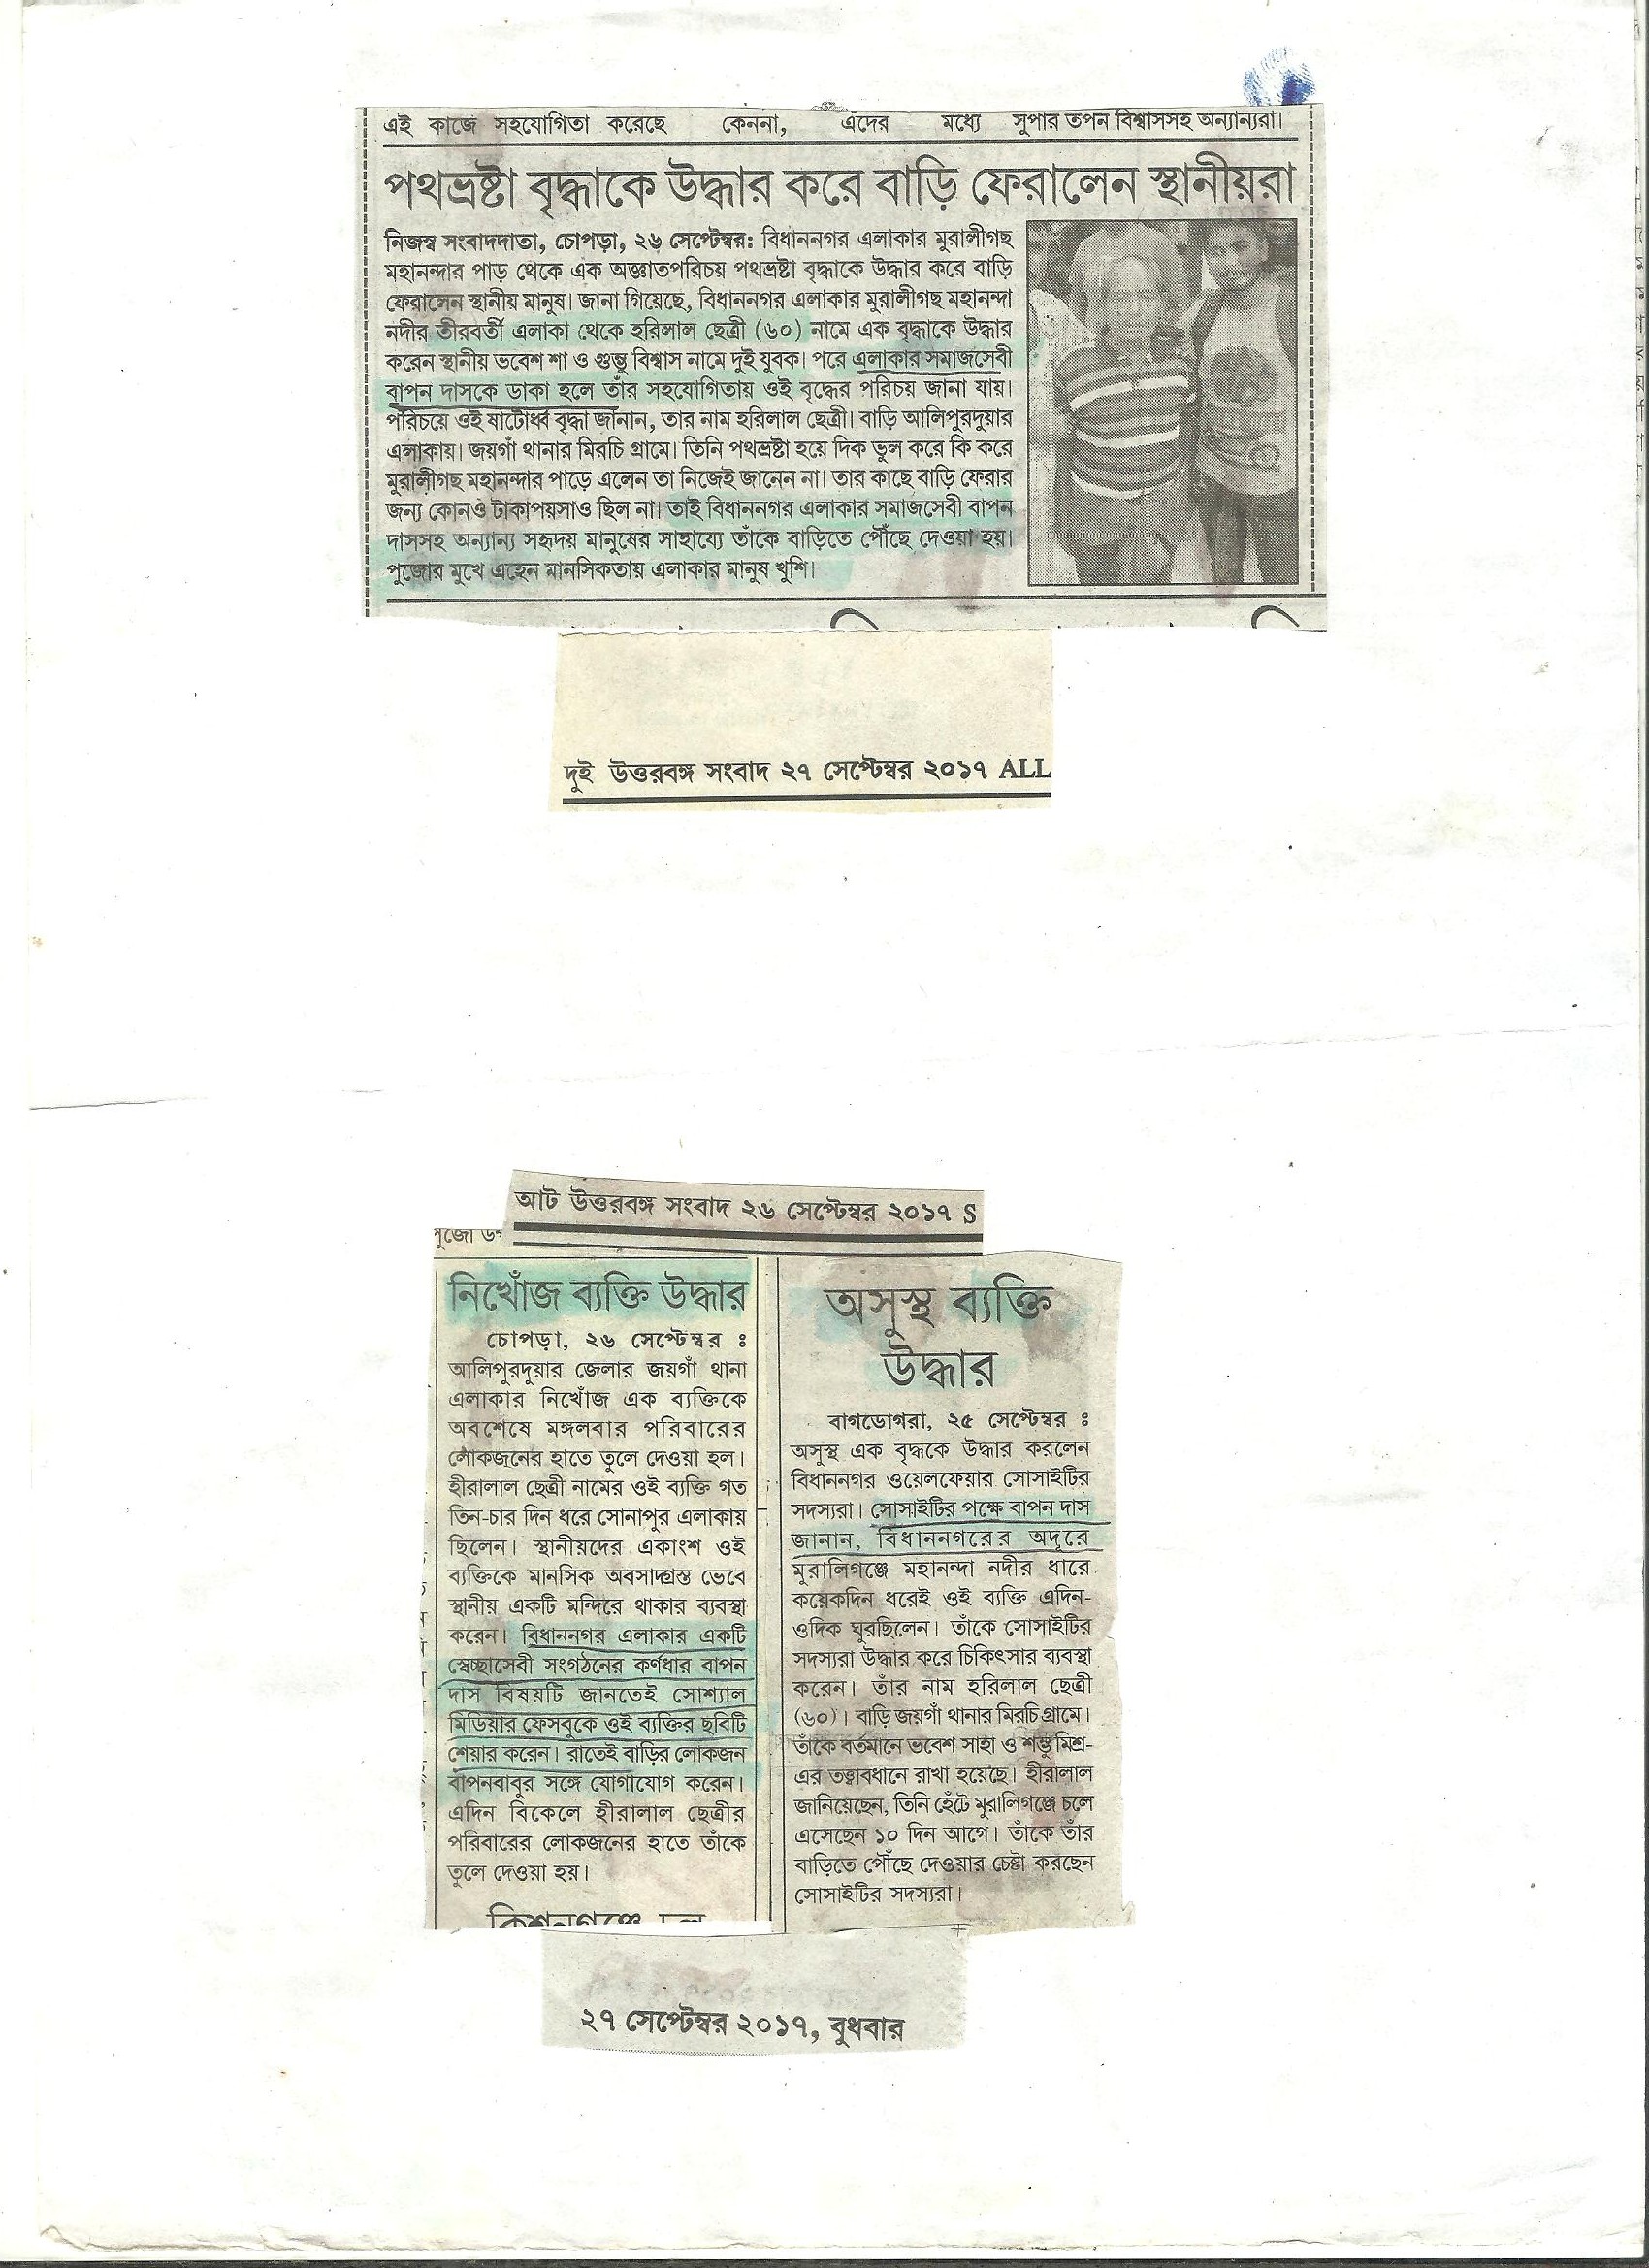 এই কাজে সহযোগিতা করেছে কেননা, এঁদের মধ্যে সুপার তপন বিশ্বাসসহ অন্যান্যরা।
পথভ্রষ্টা বৃদ্ধাকে উদ্ধার করে বাড়ি ফেরালেন স্থানীয়রা
নিজস্ব সংবাদদাতা, চোপড়া, ২৬ সেপ্টেম্বর: বিধাননগর এলাকার মুরালীগছ
মহানন্দার পাড় থেকে এক অজ্ঞাতপরিচয় পথভ্রষ্টা বৃদ্ধাকে উদ্ধার করে বাড়ি
ফেরালেন স্থানীয় মানুষ। জানা গিয়েছে, বিধাননগর এলাকার মুরালীগছ মহানন্দা
নদীর তীরবর্তী এলাকা থেকে হরিলাল ছেত্রী (৬০) নামে এক বৃদ্ধাকে উদ্ধার
করেন স্থানীয় ভবেশ শা ও গুম্ভু বিশ্বাস নামে দুই যুবক। পরে এলাকার সমাজসেবী
বাপন দাসকে ডাকা হলে তাঁর সহযোগিতায় ওই বৃদ্ধের পরিচয় জানা যায়।
পরিচয়ে ওই ষাটোর্ধ্ব বৃদ্ধা জানান, তার নাম হরিলাল ছেত্রী। বাড়ি আলিপুরদুয়ার
এলাকায়। জয়গাঁ থানার মিরচি গ্রামে। তিনি পথভ্রষ্টা হয়ে দিক ভুল করে কি করে
মুরালীগছ মহানন্দার পাড়ে এলেন তা নিজেই জানেন না। তার কাছে বাড়ি ফেরার
জন্য কোনও টাকাপয়সাও ছিল না। তাই বিধাননগর এলাকার সমাজসেবী বাপন
দাসসহ অন্যান্য সহৃদয় মানুষের সাহায্যে তাঁকে বাড়িতে পৌঁছে দেওয়া হয়।
পুজোর মুখে এহেন মানসিকতায় এলাকার মানুষ খুশি।
দুই উত্তরবঙ্গ সংবাদ ২৭ সেপ্টেম্বর ২০১৭ ALL
আট উত্তরবঙ্গ সংবাদ ২৬ সেপ্টেম্বর ২০১৭ S
নিখোঁজ ব্যক্তি উদ্ধার
চোপড়া, ২৬ সেপ্টেম্বর :
আলিপুরদুয়ার জেলার জয়গাঁ থানা
এলাকার নিখোঁজ এক ব্যক্তিকে
অবশেষে মঙ্গলবার পরিবারের
লোকজনের হাতে তুলে দেওয়া হল।
হীরালাল ছেত্রী নামের ওই ব্যক্তি গত
তিন-চার দিন ধরে সোনাপুর এলাকায়
ছিলেন। স্থানীয়দের একাংশ ওই
ব্যক্তিকে মানসিক অবসাদগ্রস্ত ভেবে
স্থানীয় একটি মন্দিরে থাকার ব্যবস্থা
করেন। বিধাননগর এলাকার একটি
স্বেচ্ছাসেবী সংগঠনের কর্ণধার বাপন
দাস বিষয়টি জানতেই সোশ্যাল
মিডিয়ার ফেসবুকে ওই ব্যক্তির ছবিটি
শেয়ার করেন। রাতেই বাড়ির লোকজন
বাপনবাবুর সঙ্গে যোগাযোগ করেন।
এদিন বিকেলে হীরালাল ছেত্রীর
পরিবারের লোকজনের হাতে তাঁকে
তুলে দেওয়া হয়।
অসুস্থ ব্যক্তি
উদ্ধার
বাগডোগরা, ২৫ সেপ্টেম্বর :
অসুস্থ এক বৃদ্ধকে উদ্ধার করলেন
বিধাননগর ওয়েলফেয়ার সোসাইটির
সদস্যরা। সোসাইটির পক্ষে বাপন দাস
জানান, বিধাননগরের অদূরে
মুরালিগঞ্জে মহানন্দা নদীর ধারে
কয়েকদিন ধরেই ওই ব্যক্তি এদিন-
ওদিক ঘুরছিলেন। তাঁকে সোসাইটির
সদস্যরা উদ্ধার করে চিকিৎসার ব্যবস্থা
করেন। তাঁর নাম হরিলাল ছেত্রী
(৬০)। বাড়ি জয়গাঁ থানার মিরচি গ্রামে।
তাঁকে বর্তমানে ভবেশ সাহা ও শম্ভু মিশ্র-
এর তত্ত্বাবধানে রাখা হয়েছে। হীরালাল
জানিয়েছেন, তিনি হেঁটে মুরালিগঞ্জে চলে
এসেছেন ১০ দিন আগে। তাঁকে তাঁর
বাড়িতে পৌঁছে দেওয়ার চেষ্টা করছেন
সোসাইটির সদস্যরা।
২৭ সেপ্টেম্বর ২০১৭, বুধবার